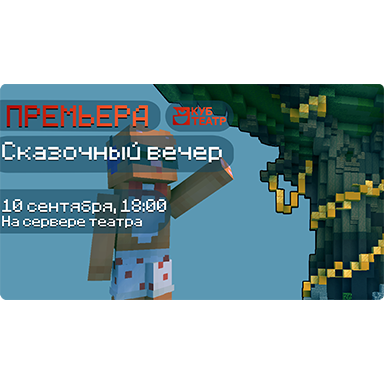 ПРЕМЬЕРА
КУБ
ТЕАТР
Сказочный вечер
10 сентября, 18:00
На сервере театра